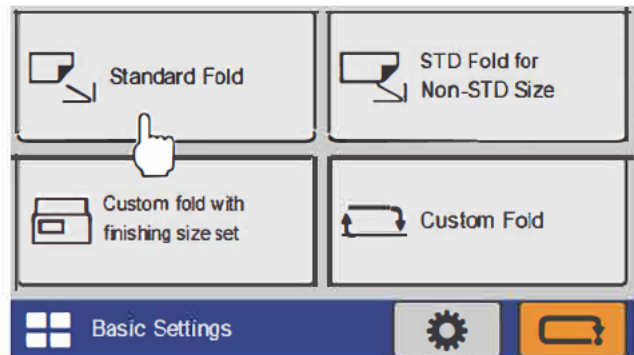 Standard Fold
STD Fold for
Non-STD Size
Custom fold with
finishing size set
Custom Fold
Basic Settings